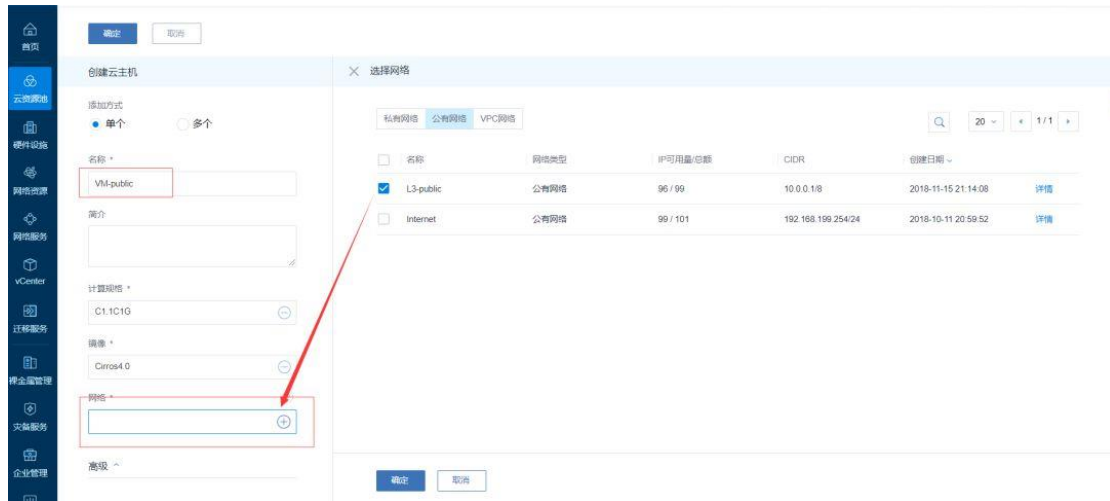 首页
云资源池
硬件设施
网络资源
网络服务
vCenter
迁移服务
裸金属管理
灾备服务
企业管理
确定 取消
创建云主机
添加方式
单个 多个
名称 *
VM-public
简介
计算规格 *
C1.1C1G
镜像 *
Cirros4.0
网络 *
高级
选择网络
私有网络 公有网络 VPC网络
20 1 / 1
名称 网络类型 IP可用量/总额 CIDR 创建日期
L3-public 公有网络 96 / 99 10.0.0.1/8 2018-11-15 21:14:08 详情
Internet 公有网络 99 / 101 192.168.199.254/24 2018-10-11 20:59:52 详情
确定 取消